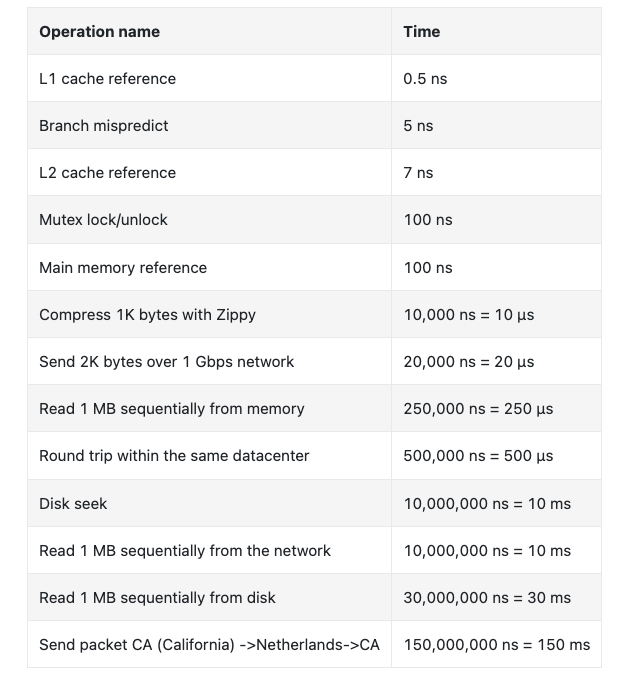 Operation name Time
L1 cache reference 0.5 ns
Branch mispredict 5 ns
L2 cache reference 7 ns
Mutex lock/unlock 100 ns
Main memory reference 100 ns
Compress 1K bytes with Zippy 10,000 ns = 10 µs
Send 2K bytes over 1 Gbps network 20,000 ns = 20 µs
Read 1 MB sequentially from memory 250,000 ns = 250 µs
Round trip within the same datacenter 500,000 ns = 500 µs
Disk seek 10,000,000 ns = 10 ms
Read 1 MB sequentially from the network 10,000,000 ns = 10 ms
Read 1 MB sequentially from disk 30,000,000 ns = 30 ms
Send packet CA (California) ->Netherlands->CA 150,000,000 ns = 150 ms